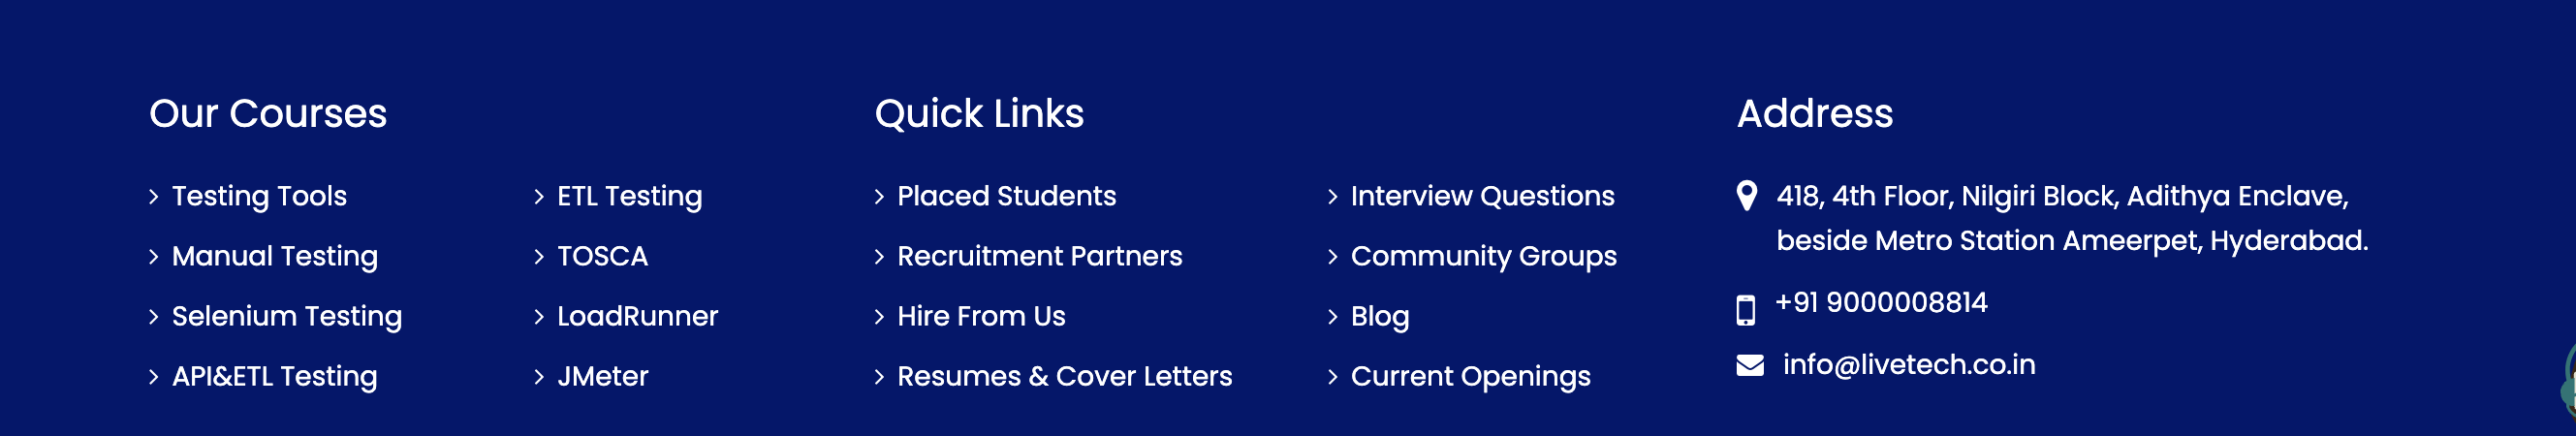 Our Courses
Testing Tools
Manual Testing
Selenium Testing
API&ETL Testing
ETL Testing
TOSCA
LoadRunner
JMeter
Quick Links
Placed Students
Recruitment Partners
Hire From Us
Resumes & Cover Letters
Interview Questions
Community Groups
Blog
Current Openings
Address
418, 4th Floor, Nilgiri Block, Adithya Enclave,
beside Metro Station Ameerpet, Hyderabad.
+91 9000008814
info@livetech.co.in